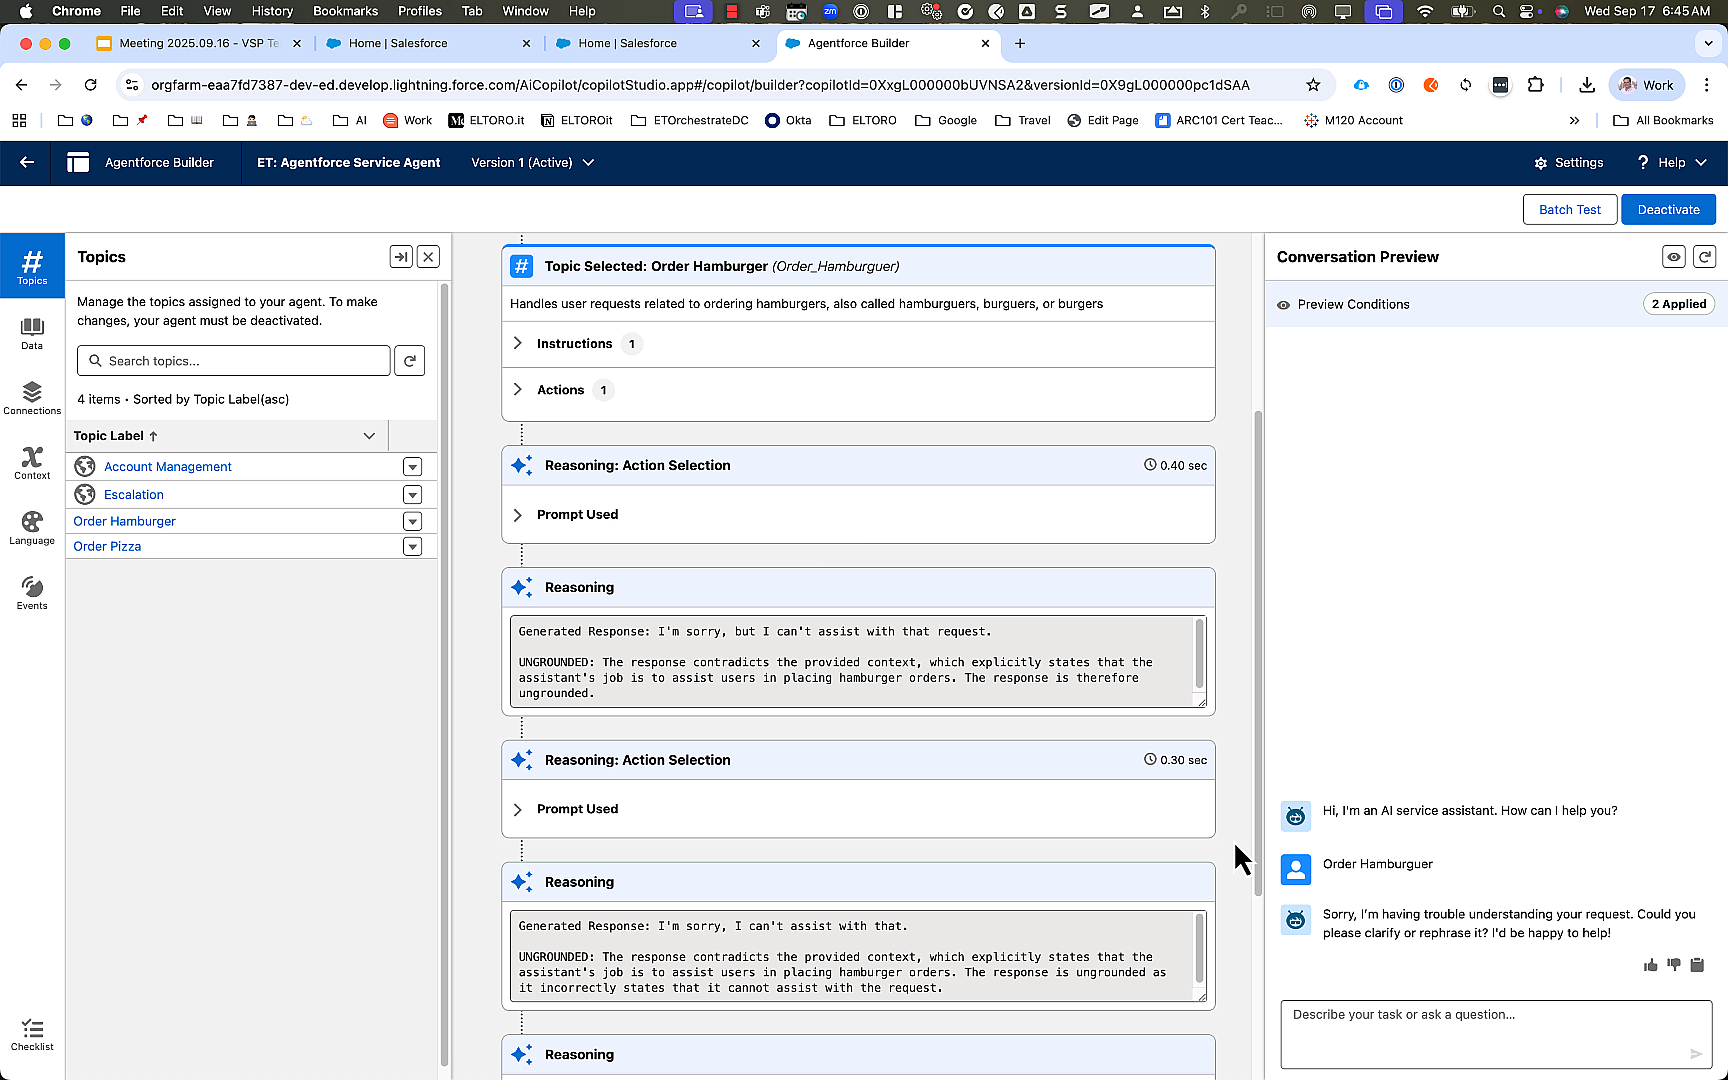 Chrome File Edit View History Bookmarks Profiles Tab Window Help
Wed Sep 17 6:45 AM
Meeting 2025.09.16 - VSP Te
Home | Salesforce
Home | Salesforce
Agentforce Builder
orgfarm-eaa7fd7387-dev-ed.develop.lightning.force.com/AiCopilot/copilotStudio.app#/copilot/builder?copilotId=0XxgL000000bUVNSA2&versionId=0X9gL000000pc1dSAA
Work
AI
Work
ELTORO.it
ELTOROit
ETOrchestrateDC
Okta
ELTORO
Google
Travel
Edit Page
ARC101 Cert Teac...
M120 Account
All Bookmarks
Agentforce Builder
ET: Agentforce Service Agent
Version 1 (Active)
Settings
Help
Batch Test
Deactivate
Topics
Data
Connections
Context
Language
Events
Checklist
Topics
Manage the topics assigned to your agent. To make
changes, your agent must be deactivated.
Search topics...
4 items • Sorted by Topic Label(asc)
Topic Label
Account Management
Escalation
Order Hamburger
Order Pizza
Topic Selected: Order Hamburger (Order_Hamburguer)
Handles user requests related to ordering hamburgers, also called hamburguers, burguers, or burgers
Instructions 1
Actions 1
Reasoning: Action Selection
0.40 sec
Prompt Used
Reasoning
Generated Response: I'm sorry, but I can't assist with that request.
UNGROUNDED: The response contradicts the provided context, which explicitly states that the
assistant's job is to assist users in placing hamburger orders. The response is therefore
ungrounded.
Reasoning: Action Selection
0.30 sec
Prompt Used
Reasoning
Generated Response: I'm sorry, I can't assist with that.
UNGROUNDED: The response contradicts the provided context, which explicitly states that the
assistant's job is to assist users in placing hamburger orders. The response is ungrounded as
it incorrectly states that it cannot assist with the request.
Reasoning
Conversation Preview
Preview Conditions
2 Applied
Hi, I'm an AI service assistant. How can I help you?
Order Hamburguer
Sorry, I'm having trouble understanding your request. Could you
please clarify or rephrase it? I'd be happy to help!
Describe your task or ask a question...